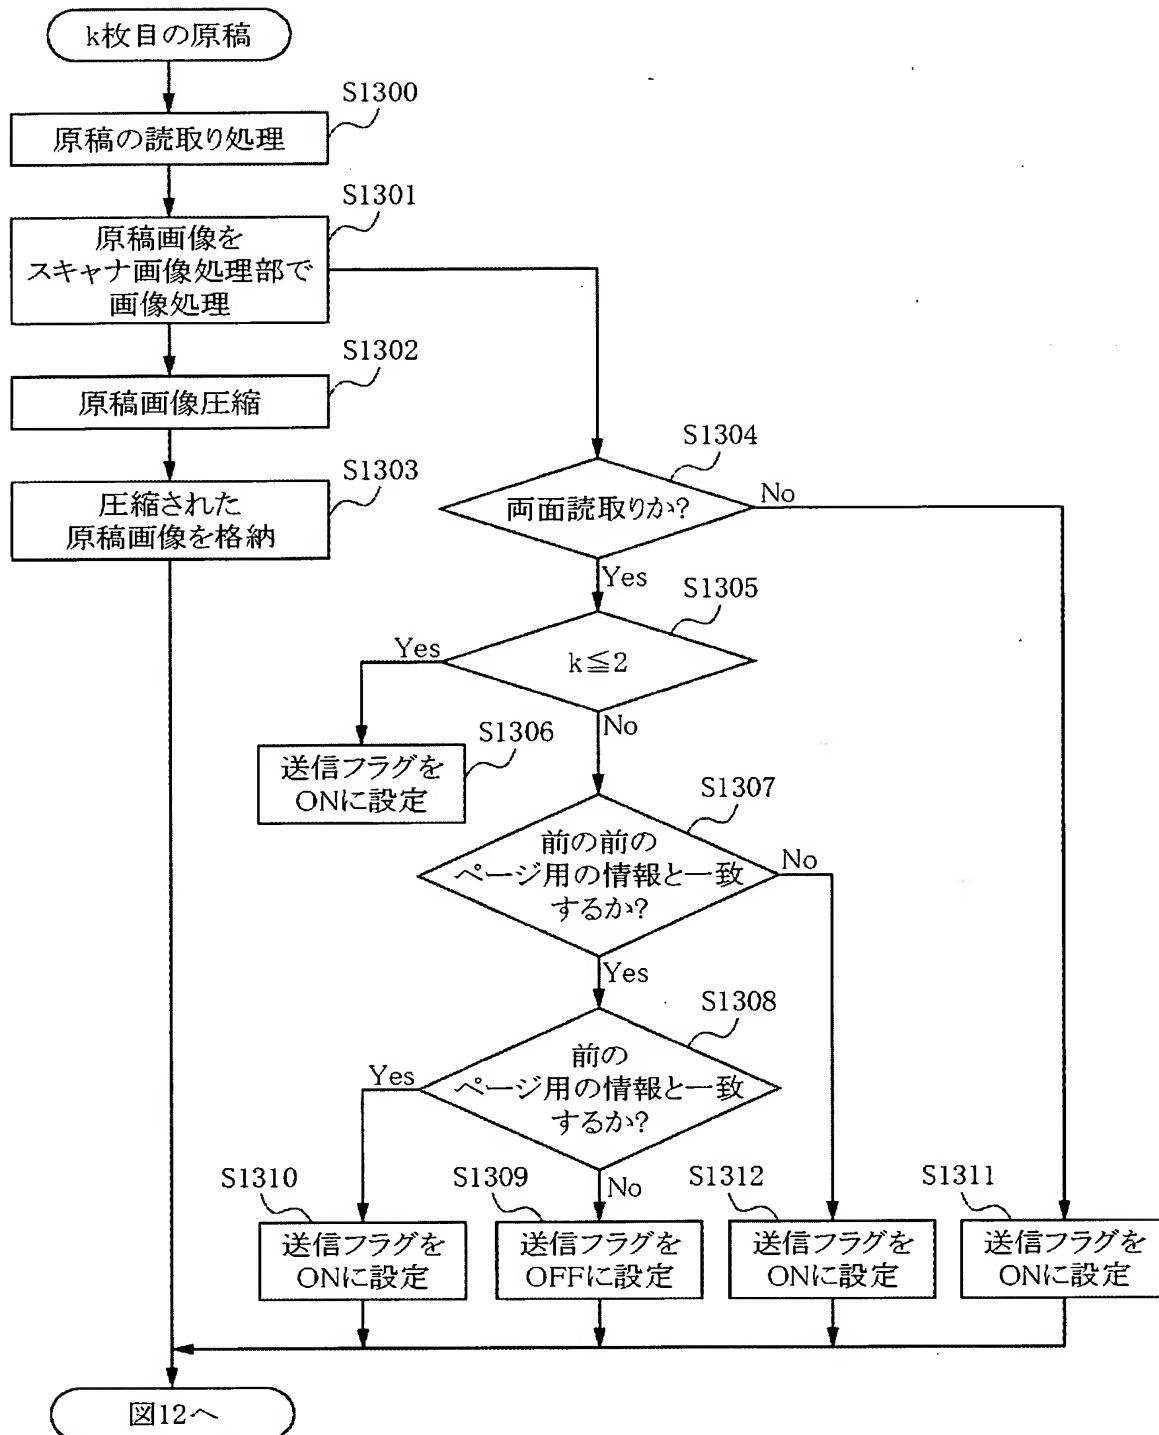 k枚目の原稿
S1300
原稿の読取り処理
S1301
原稿画像を
スキャナ画像処理部で
画像処理
S1302
原稿画像圧縮
S1303
圧縮された
原稿画像を格納
S1304
両面読取りか?
No
Yes
S1305
k≦2
Yes
No
S1306
送信フラグを
ONに設定
S1307
前の前の
ページ用の情報と一致
するか?
No
Yes
S1308
前の
ページ用の情報と一致
するか?
Yes
No
S1310
送信フラグを
ONに設定
S1309
送信フラグを
OFFに設定
S1312
送信フラグを
ONに設定
S1311
送信フラグを
ONに設定
図12へ